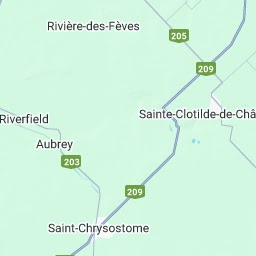 Rivière-des-Fèves
205
209
Sainte-Clotilde-de-Châ
Riverfield
Aubrey
203
209
Saint-Chrysostome